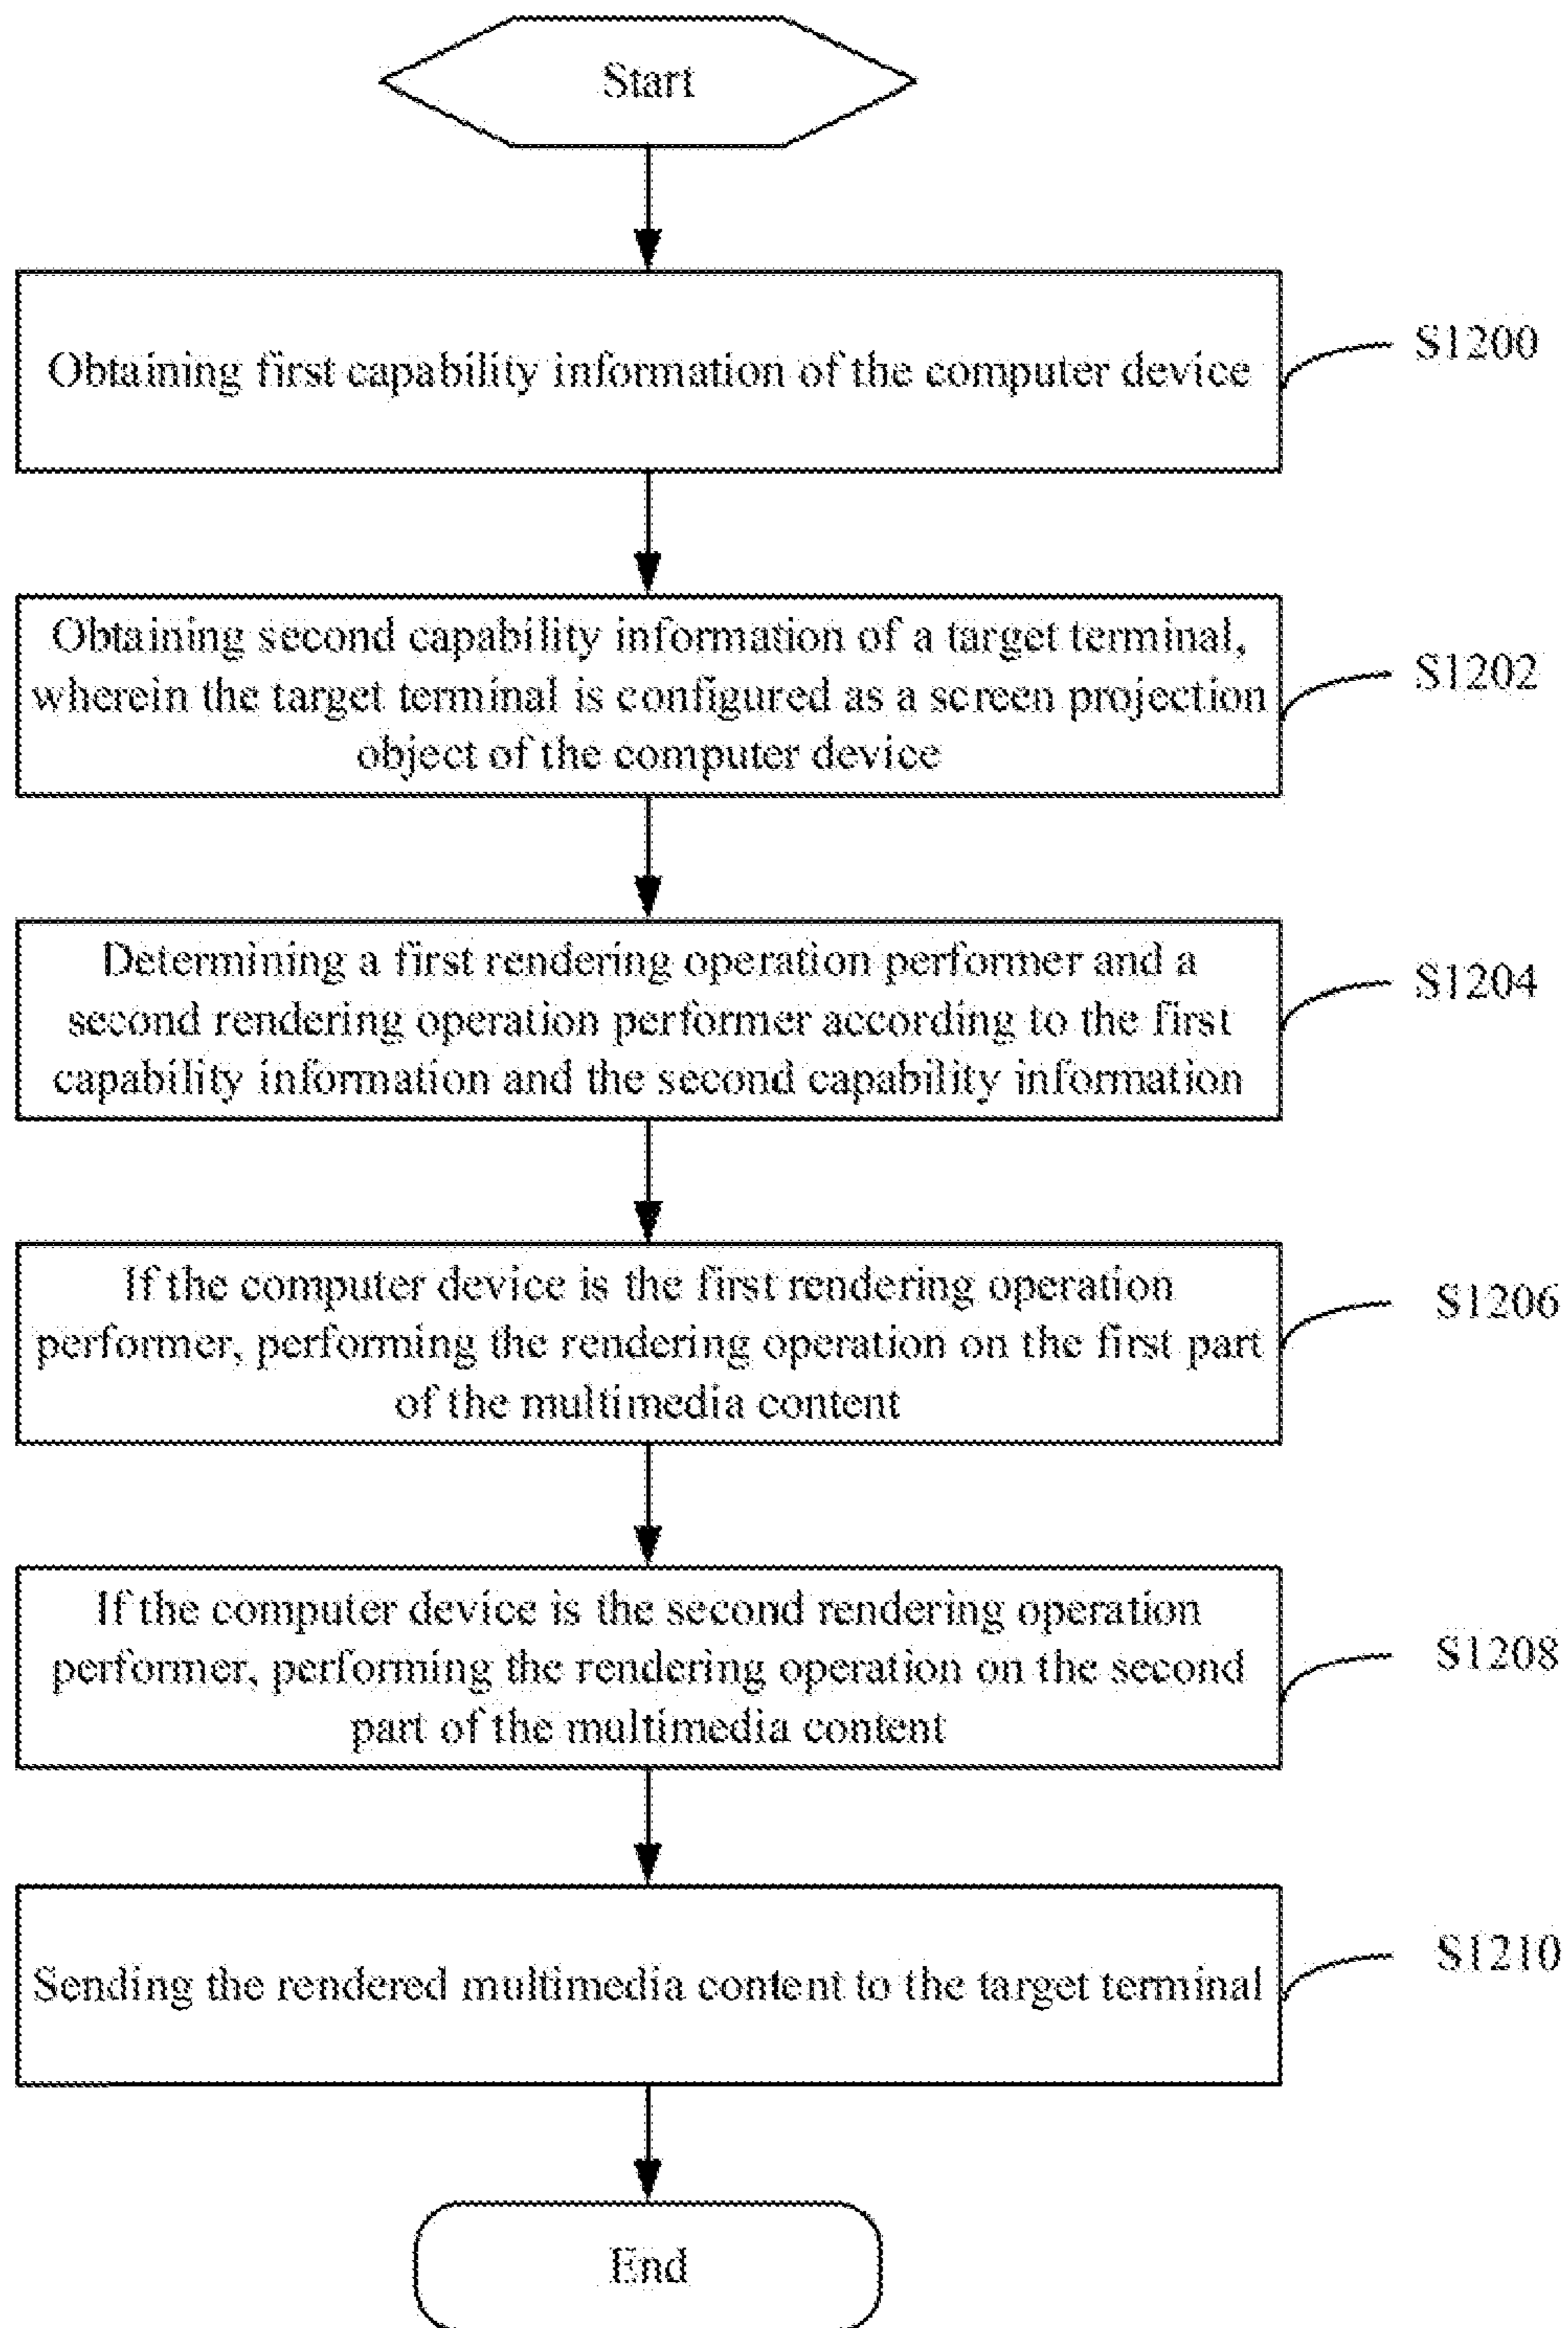 Start
Obtaining first capability information of the computer device
S1200
Obtaining second capability information of a target terminal,
wherein the target terminal is configured as a screen projection
object of the computer device
S1202
Determining a first rendering operation performer and a
second rendering operation performer according to the first
capability information and the second capability information
S1204
If the computer device is the first rendering operation
performer, performing the rendering operation on the first part
of the multimedia content
S1206
If the computer device is the second rendering operation
performer, performing the rendering operation on the second
part of the multimedia content
S1208
Sending the rendered multimedia content to the target terminal
S1210
End